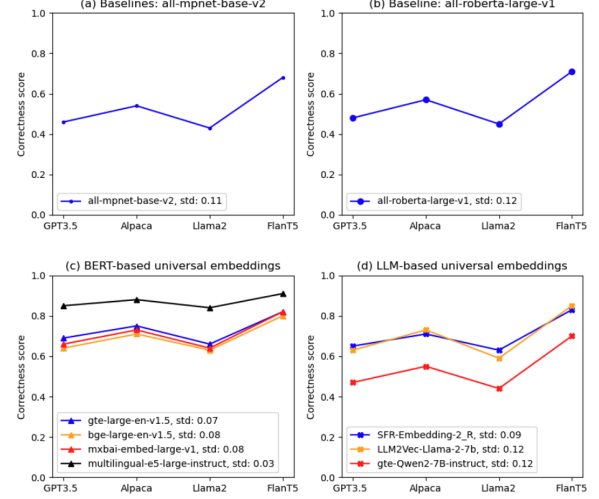 (a) Baselines: all-mpnet-base-v2
1.0
0.8
0.6
0.4
0.2
0.0
Correctness score
all-mpnet-base-v2, std: 0.11
GPT3.5 Alpaca Llama2 FlanT5
(b) Baseline: all-roberta-large-v1
1.0
0.8
0.6
0.4
0.2
0.0
Correctness score
all-roberta-large-v1, std: 0.12
GPT3.5 Alpaca Llama2 FlanT5
(c) BERT-based universal embeddings
1.0
0.8
0.6
0.4
0.2
0.0
Correctness score
gte-large-en-v1.5, std: 0.07
bge-large-en-v1.5, std: 0.08
mxbai-embed-large-v1, std: 0.08
multilingual-e5-large-instruct, std: 0.03
GPT3.5 Alpaca Llama2 FlanT5
(d) LLM-based universal embeddings
1.0
0.8
0.6
0.4
0.2
0.0
Correctness score
SFR-Embedding-2_R, std: 0.09
LLM2Vec-Llama-2-7b, std: 0.12
gte-Qwen2-7B-instruct, std: 0.12
GPT3.5 Alpaca Llama2 FlanT5